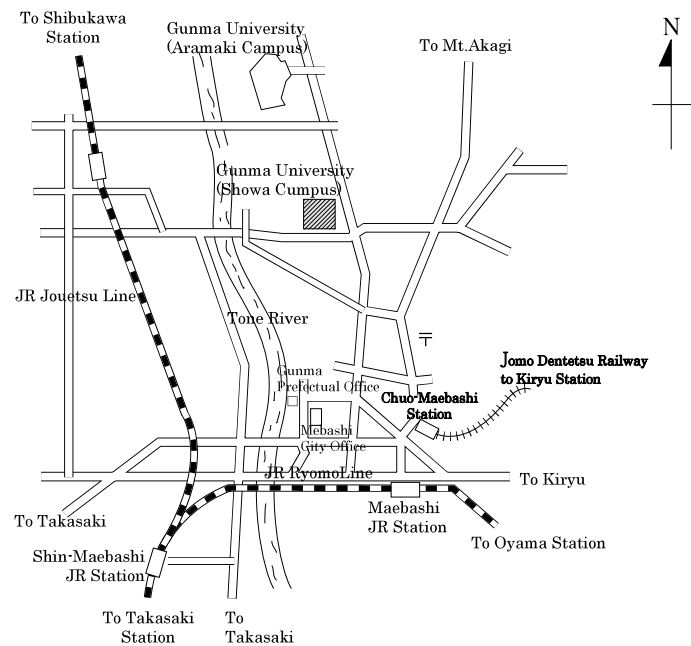 To Shibukawa
Station
Gunma University
(Aramaki Campus)
To Mt.Akagi
N
Gunma University
(Showa Campus)
JR Jouetsu Line
Tone River
〒
Gunma
Prefectual Office
Jomo Dentetsu Railway
to Kiryu Station
Chuo-Maebashi
Station
Mebashi
City Office
JR RyomoLine
To Kiryu
To Takasaki
Maebashi
JR Station
To Oyama Station
Shin-Maebashi
JR Station
To Takasaki
Station
To
Takasaki